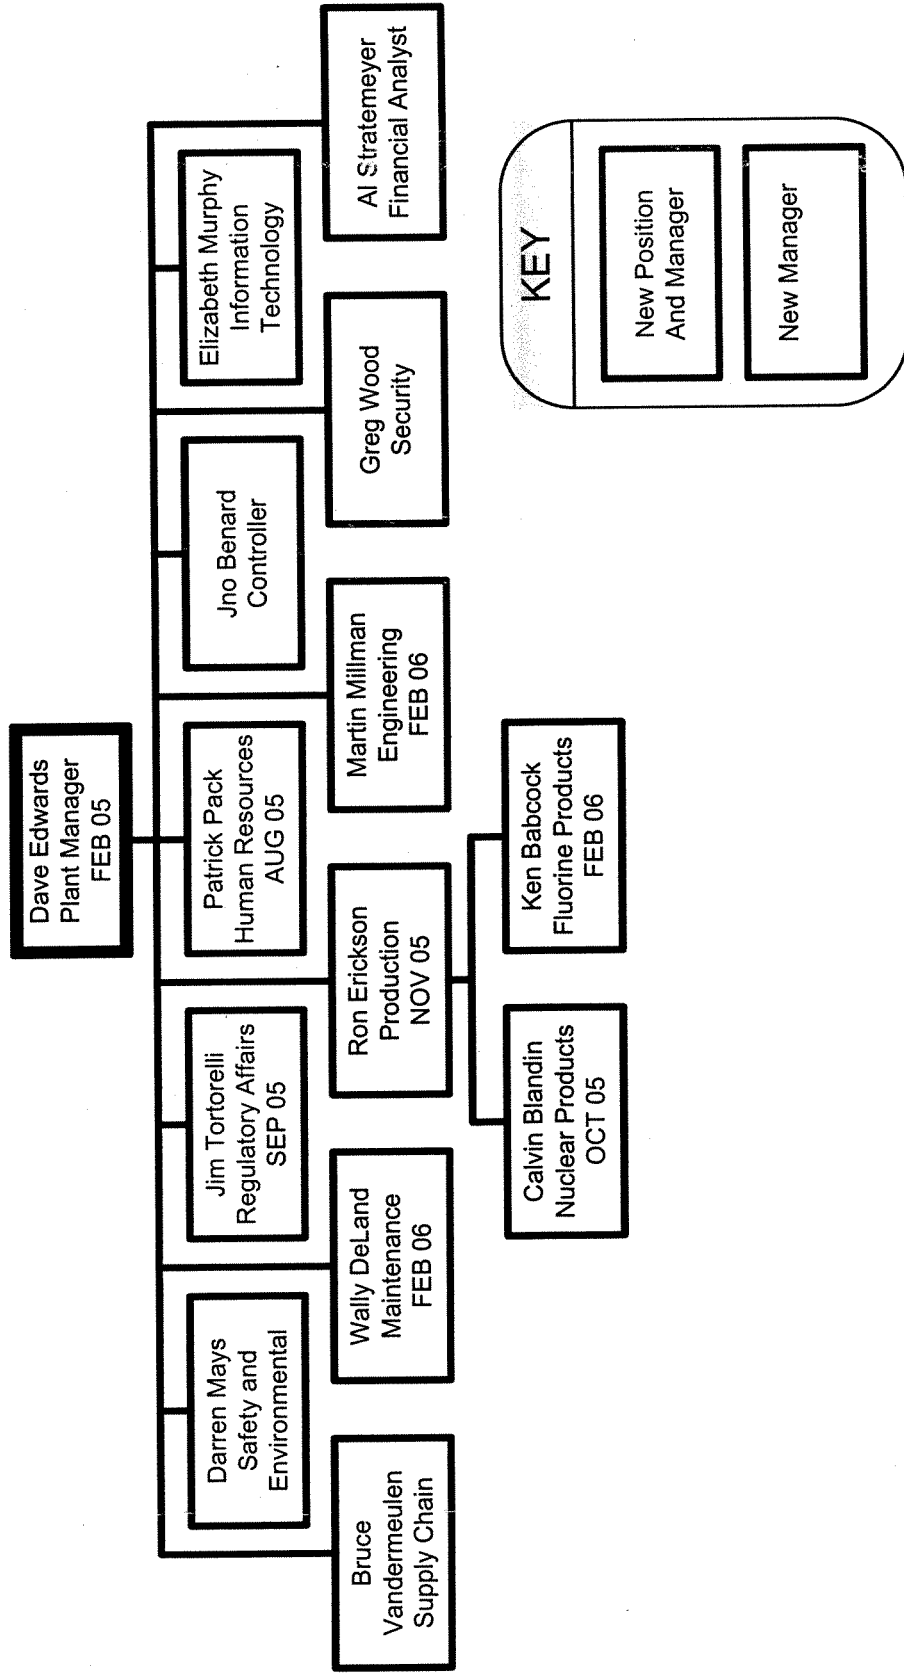 Dave Edwards
Plant Manager
FEB 05
Darren Mays
Safety and
Environmental
Jim Tortorelli
Regulatory Affairs
SEP 05
Patrick Pack
Human Resources
AUG 05
Jno Benard
Controller
Elizabeth Murphy
Information
Technology
Bruce
Vandermeulen
Supply Chain
Wally DeLand
Maintenance
FEB 06
Ron Erickson
Production
NOV 05
Martin Millman
Engineering
FEB 06
Greg Wood
Security
Al Stratemeyer
Financial Analyst
Calvin Blandin
Nuclear Products
OCT 05
Ken Babcock
Fluorine Products
FEB 06
KEY
New Position
And Manager
New Manager